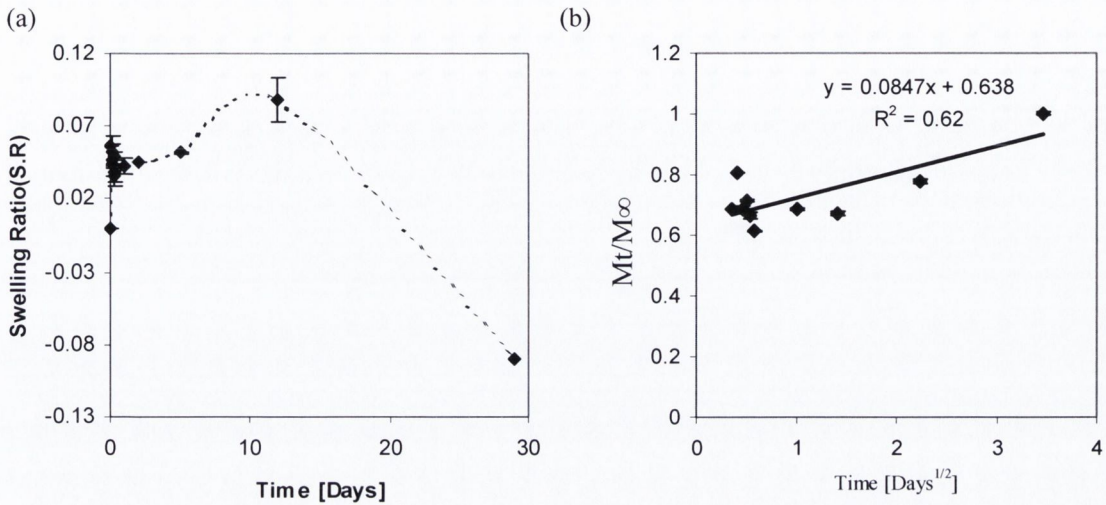 (a)
0.12
0.07
0.02
-0.03
-0.08
-0.13
Swelling Ratio(S.R)
0
10
20
30
Time [Days]
(b)
1.2
1
0.8
0.6
0.4
0.2
0
Mt/M∞
y = 0.0847x + 0.638
R² = 0.62
0
1
2
3
4
Time [Days^1/2]